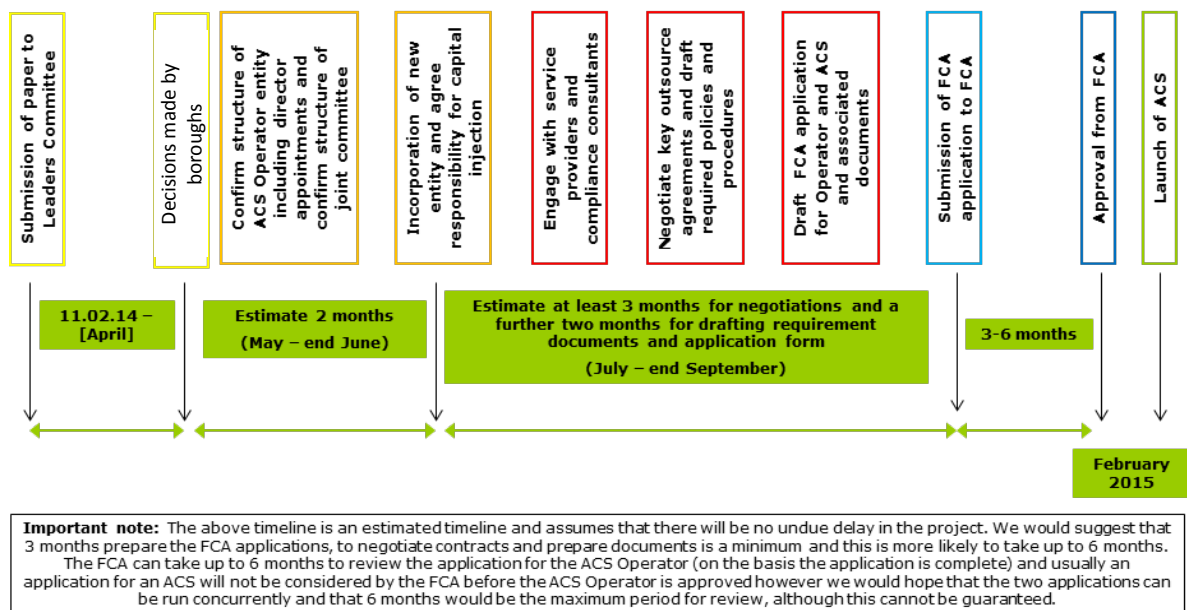 Submission of paper to
Leaders Committee
Decisions made by
boroughs
Confirm structure of
ACS Operator entity
including director
appointments and
confirm structure of
joint committee
Incorporation of new
entity and agree
responsibility for capital
injection
Engage with service
providers and
compliance consultants
Negotiate key outsource
agreements and draft
required policies and
procedures
Draft FCA application
for Operator and ACS
and associated
documents
Submission of FCA
application to FCA
Approval from FCA
Launch of ACS
11.02.14 –
[April]
Estimate 2 months
(May – end June)
Estimate at least 3 months for negotiations and a
further two months for drafting requirement
documents and application form
(July – end September)
3-6 months
February
2015
Important note: The above timeline is an estimated timeline and assumes that there will be no undue delay in the project. We would suggest that
3 months prepare the FCA applications, to negotiate contracts and prepare documents is a minimum and this is more likely to take up to 6 months.
The FCA can take up to 6 months to review the application for the ACS Operator (on the basis the application is complete) and usually an
application for an ACS will not be considered by the FCA before the ACS Operator is approved however we would hope that the two applications can
be run concurrently and that 6 months would be the maximum period for review, although this cannot be guaranteed.